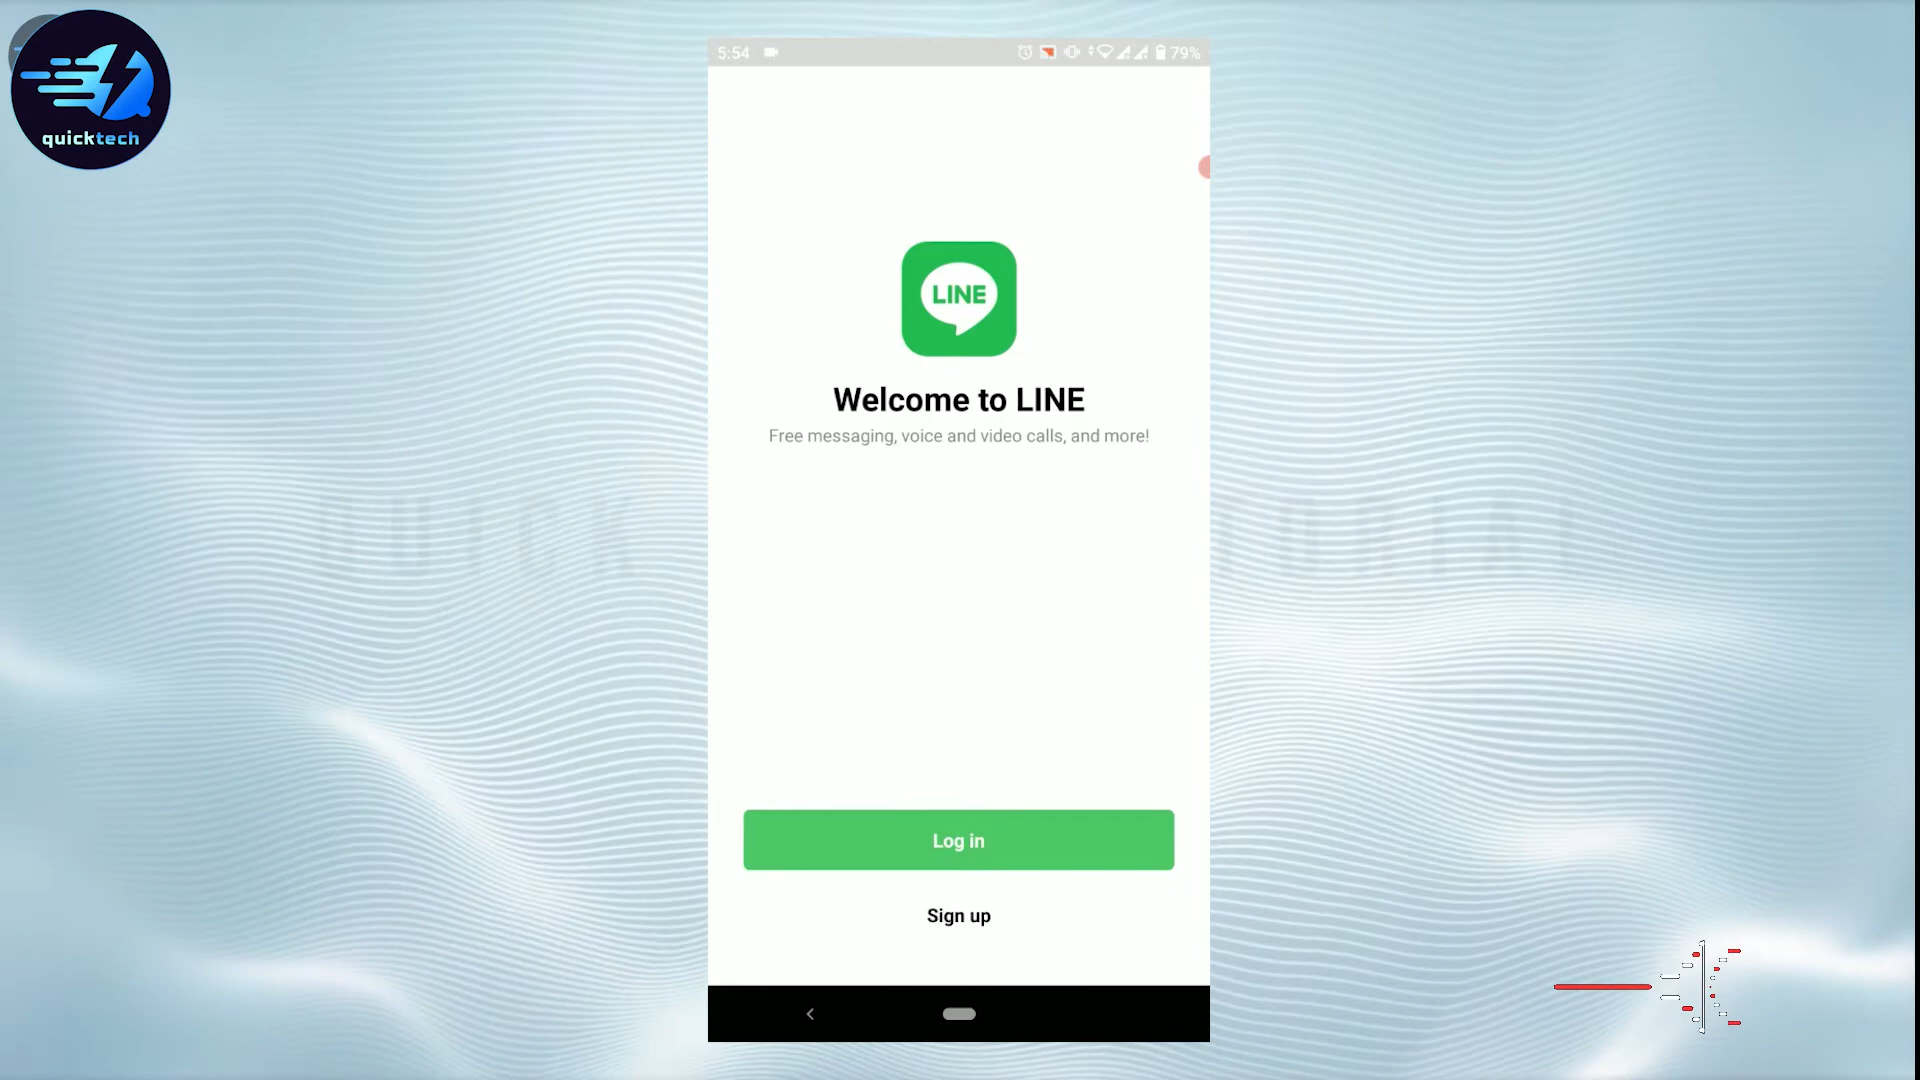 quicktech
5:54
79%
LINE
Welcome to LINE
Free messaging, voice and video calls, and more!
QUICK
Log in
Sign up